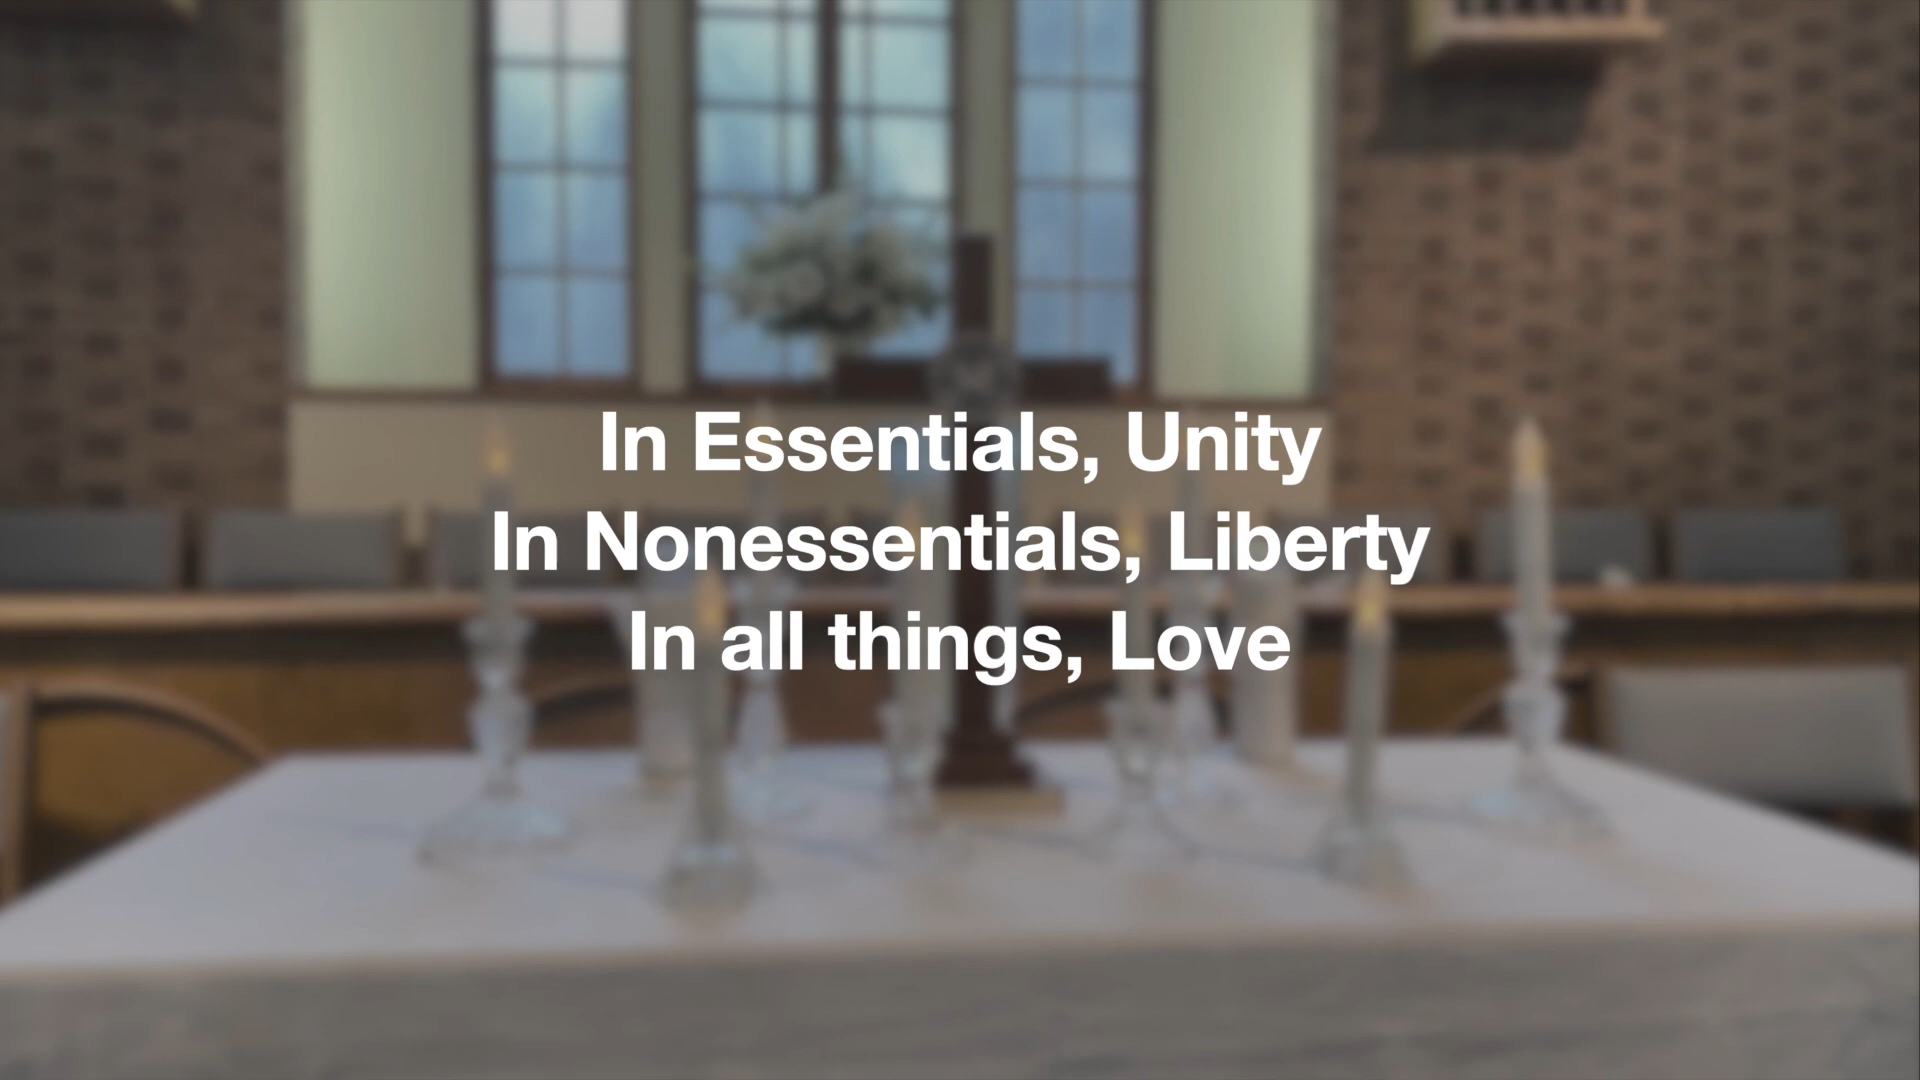 In Essentials, Unity
In Nonessentials, Liberty
In all things, Love